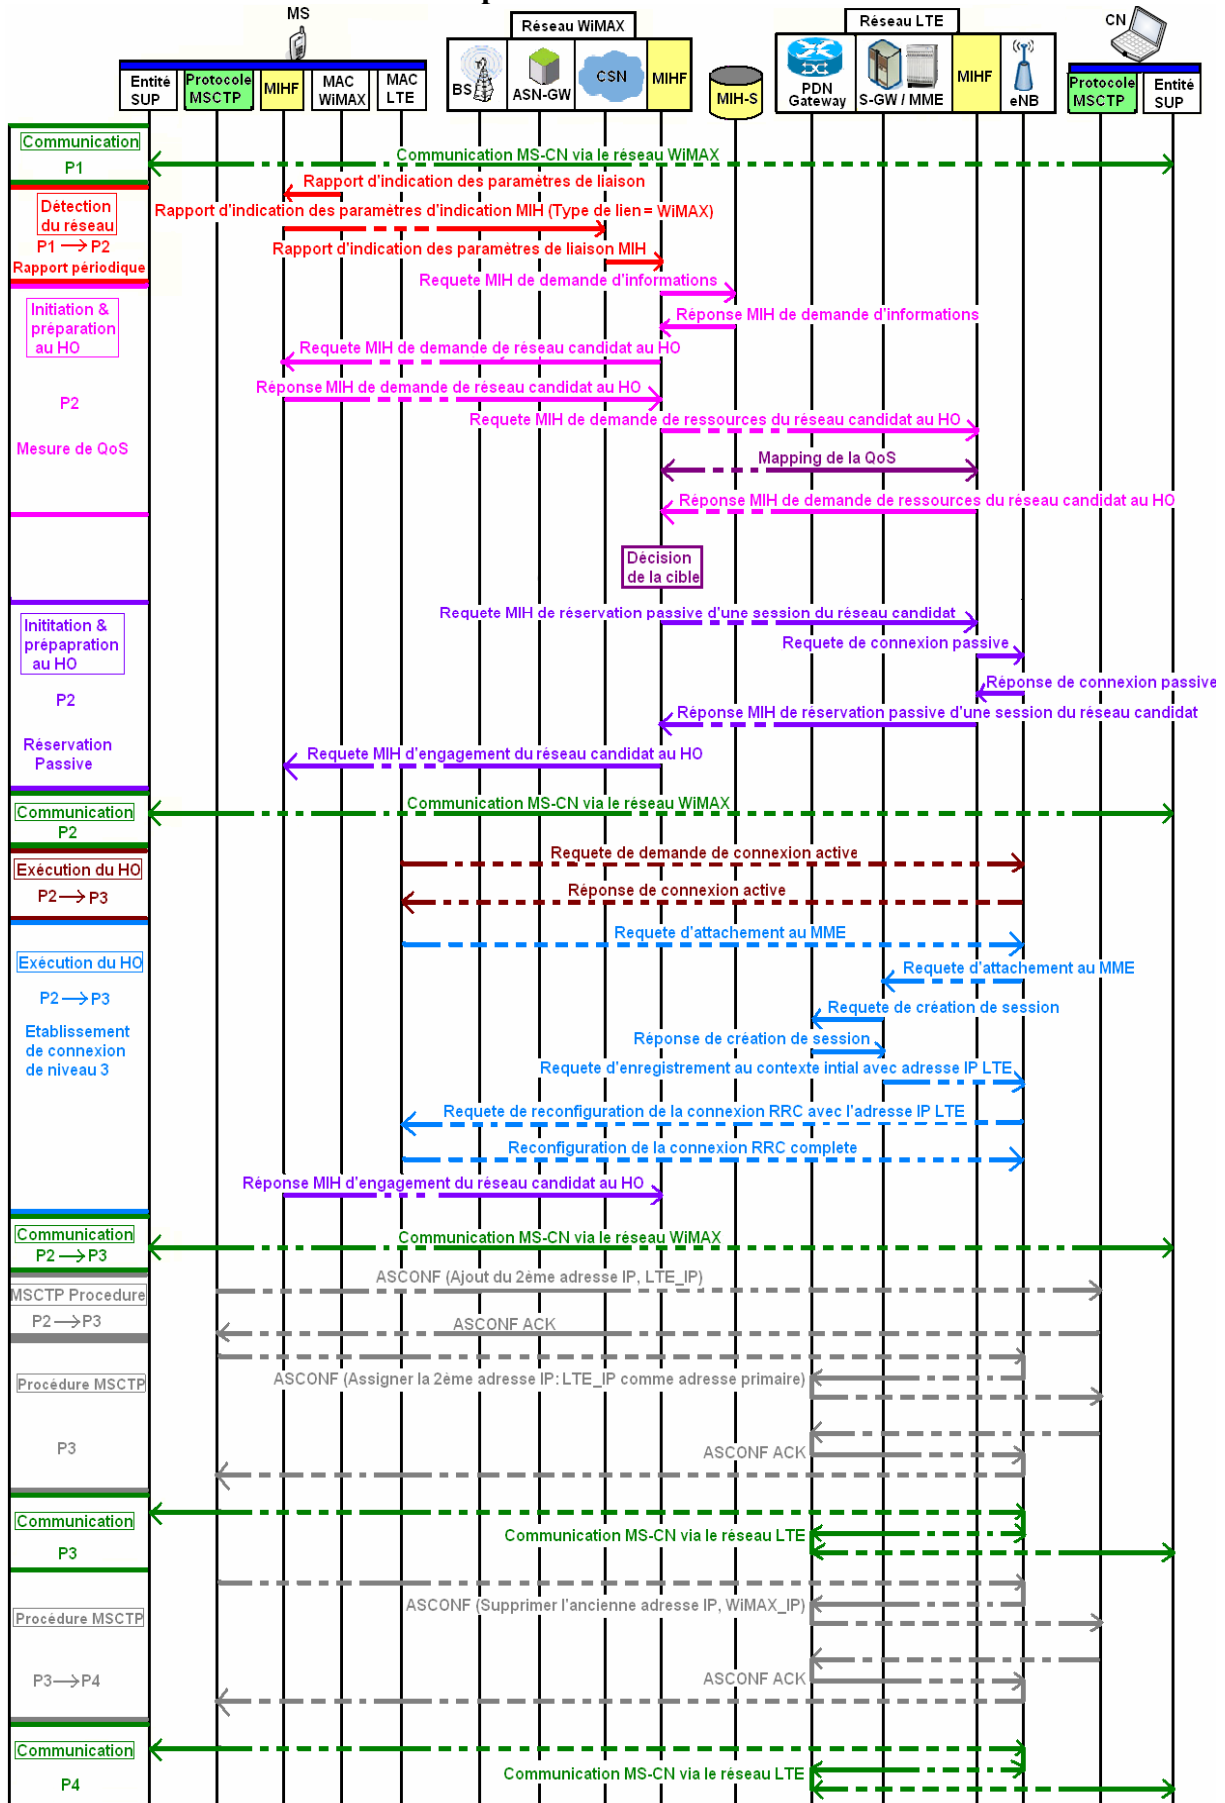 MS
Réseau WiMAX
Réseau LTE
CN
Entité
SUP
Protocole
MSCTP
MIHF
MAC
WiMAX
MAC
LTE
BS
ASN-GW
CSN
MIHF
MIH-S
PDN
Gateway
S-GW / MME
MIHF
eNB
Protocole
MSCTP
Entité
SUP
Communication
P1
Communication MS-CN via le réseau WiMAX
Rapport d'indication des paramètres de liaison
Détection
du réseau
P1 → P2
Rapport périodique
Rapport d'indication des paramètres d'indication MIH (Type de lien = WiMAX)
Rapport d'indication des paramètres de liaison MIH
Requete MIH de demande d'informations
Initiation &
préparation
au HO
P2
Mesure de QoS
Réponse MIH de demande d'informations
Requete MIH de demande de réseau candidat au HO
Réponse MIH de demande de réseau candidat au HO
Requete MIH de demande de ressources du réseau candidat au HO
Mapping de la QoS
Réponse MIH de demande de ressources du réseau candidat au HO
Décision
de la cible
Inititation &
prépapration
au HO
P2
Réservation
Passive
Requete MIH de réservation passive d'une session du réseau candidat
Requete de connexion passive
Réponse de connexion passive
Réponse MIH de réservation passive d'une session du réseau candidat
Requete MIH d'engagement du réseau candidat au HO
Communication
P2
Communication MS-CN via le réseau WiMAX
Exécution du HO
P2 → P3
Requete de demande de connexion active
Réponse de connexion active
Exécution du HO
P2 → P3
Etablissement
de connexion
de niveau 3
Requete d'attachement au MME
Requete d'attachement au MME
Requete de création de session
Réponse de création de session
Requete d'enregistrement au contexte intial avec adresse IP LTE
Requete de reconfiguration de la connexion RRC avec l'adresse IP LTE
Reconfiguration de la connexion RRC complete
Réponse MIH d'engagement du réseau candidat au HO
Communication
P2 → P3
Communication MS-CN via le réseau WiMAX
MSCTP Procedure
P2 → P3
ASCONF (Ajout du 2ème adresse IP, LTE_IP)
ASCONF ACK
Procédure MSCTP
P3
ASCONF (Assigner la 2ème adresse IP: LTE_IP comme adresse primaire)
ASCONF ACK
Communication
P3
Communication MS-CN via le réseau LTE
Procédure MSCTP
P3 → P4
ASCONF (Supprimer l'ancienne adresse IP, WiMAX_IP)
ASCONF ACK
Communication
P4
Communication MS-CN via le réseau LTE